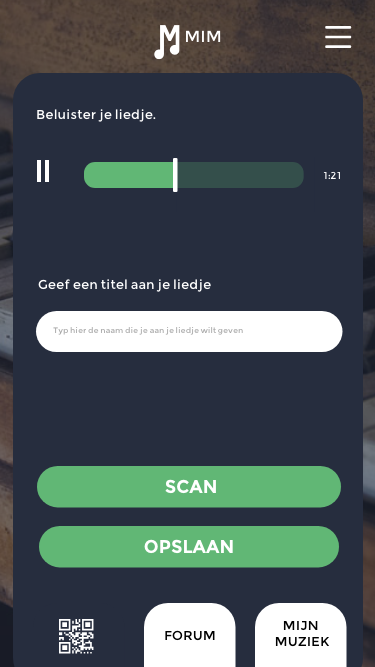 MIM
Beluister je liedje.
1:21
Geef een titel aan je liedje
Typ hier de naam die je aan je liedje wilt geven
SCAN
OPSLAAN
FORUM
MIJN
MUZIEK